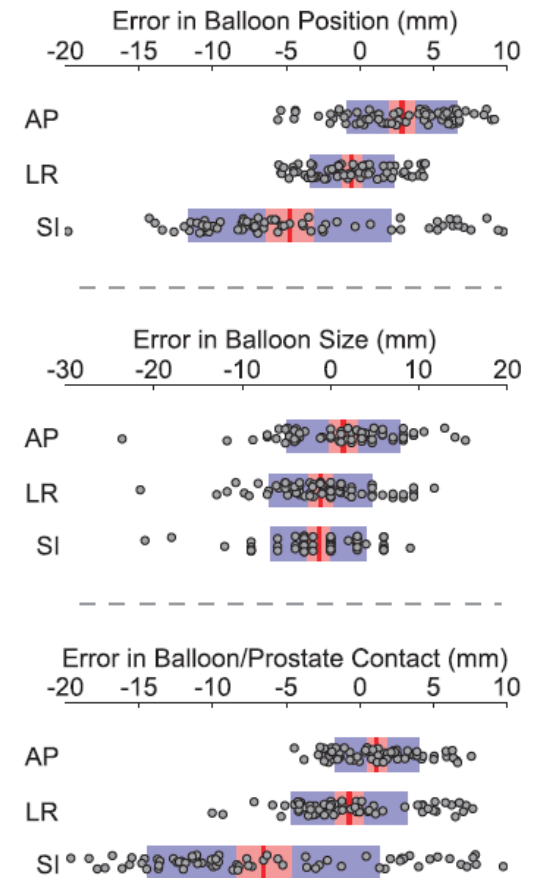 Error in Balloon Position (mm)
-20 -15 -10 -5 0 5 10
AP
LR
SI
Error in Balloon Size (mm)
-30 -20 -10 0 10 20
AP
LR
SI
Error in Balloon/Prostate Contact (mm)
-20 -15 -10 -5 0 5 10
AP
LR
SI